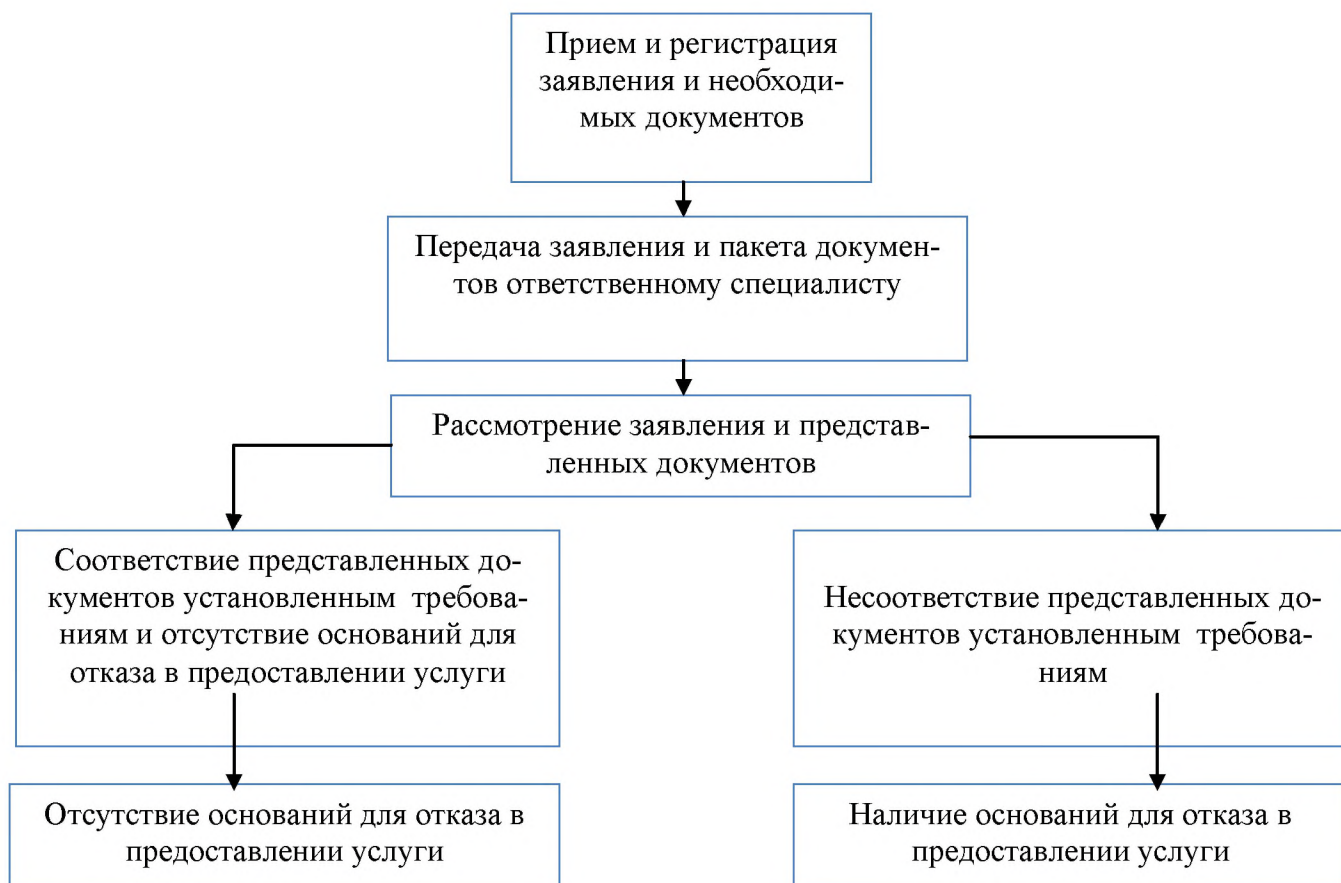 Прием и регистрация
заявления и необходи-
мых документов
Передача заявления и пакета докумен-
тов ответственному специалисту
Рассмотрение заявления и представ-
ленных документов
Соответствие представленных до-
кументов установленным требова-
ниям и отсутствие оснований для
отказа в предоставлении услуги
Несоответствие представленных до-
кументов установленным требова-
ниям
Отсутствие оснований для отказа в
предоставлении услуги
Наличие оснований для отказа в
предоставлении услуги